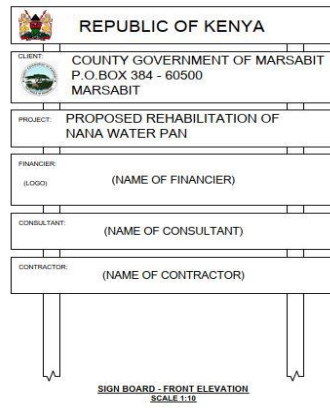 REPUBLIC OF KENYA
CLIENT:
COUNTY GOVERNMENT OF MARSABIT
P.O.BOX 384 - 60500
MARSABIT
PROJECT:
PROPOSED REHABILITATION OF
NANA WATER PAN
FINANCIER:
(LOGO)
(NAME OF FINANCIER)
CONSULTANT:
(NAME OF CONSULTANT)
CONTRACTOR:
(NAME OF CONTRACTOR)
SIGN BOARD - FRONT ELEVATION
SCALE 1:10